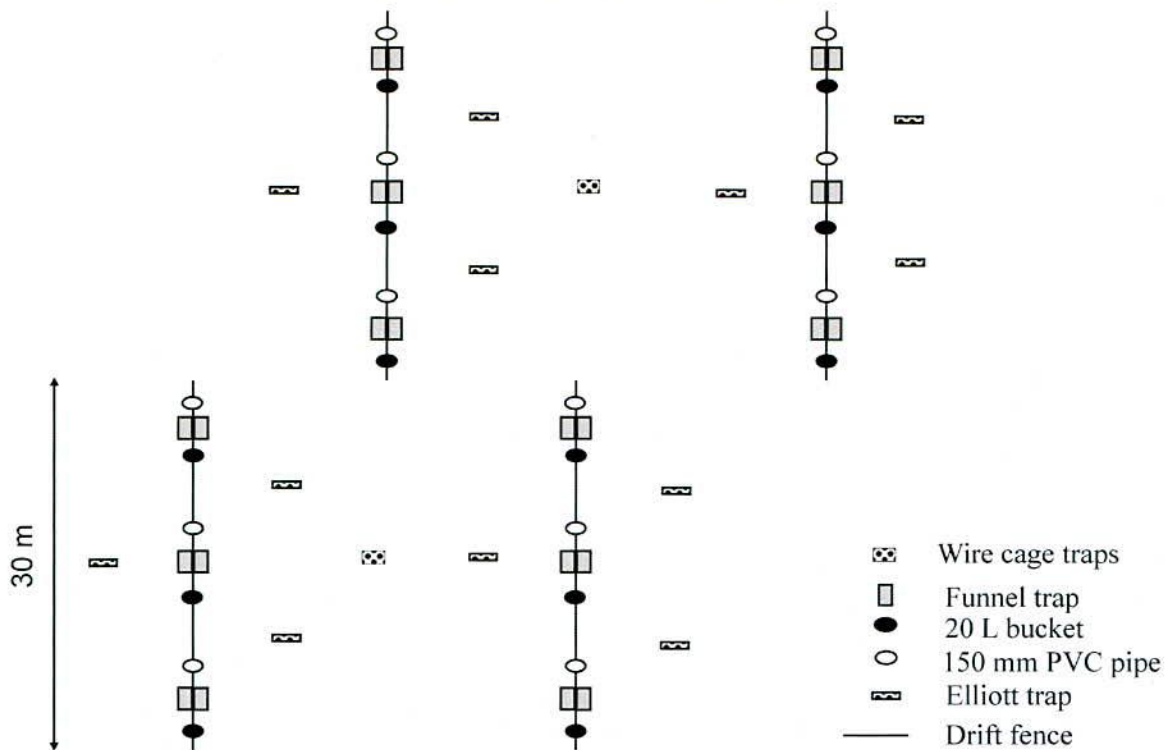 30 m
Wire cage traps
Funnel trap
20 L bucket
150 mm PVC pipe
Elliott trap
Drift fence